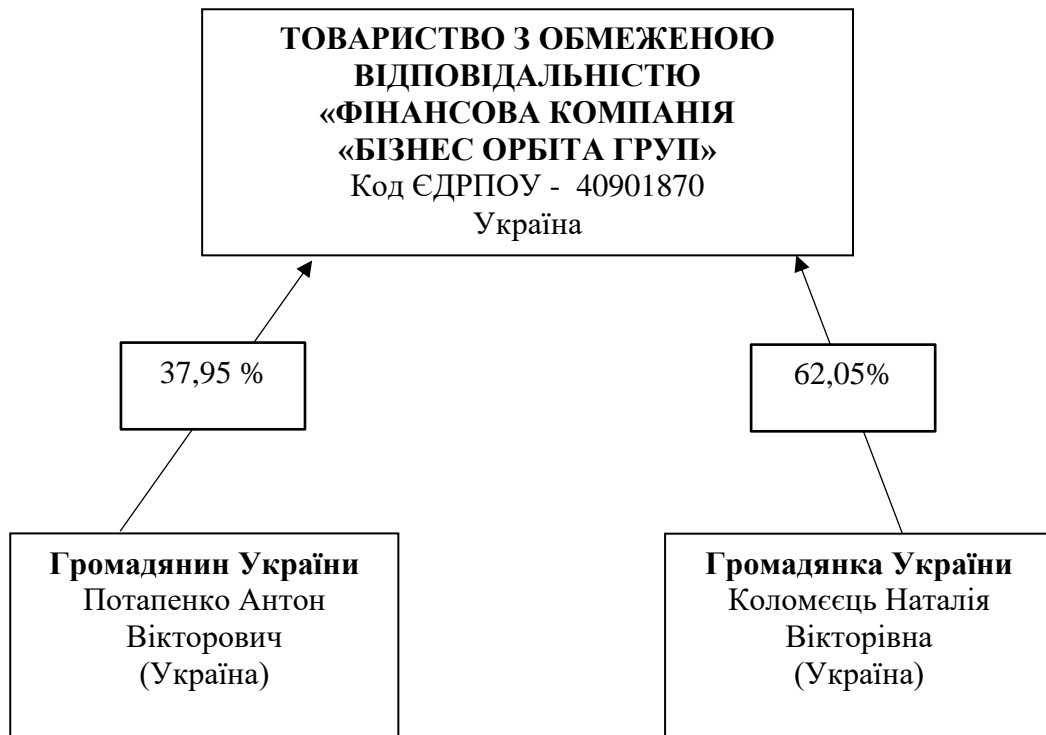 ТОВАРИСТВО З ОБМЕЖЕНОЮ
ВІДПОВІДАЛЬНІСТЮ
«ФІНАНСОВА КОМПАНІЯ
«БІЗНЕС ОРБІТА ГРУП»
Код ЄДРПОУ - 40901870
Україна
37,95 %
62,05%
Громадянин України
Потапенко Антон
Вікторович
(Україна)
Громадянка України
Коломєєць Наталія
Вікторівна
(Україна)